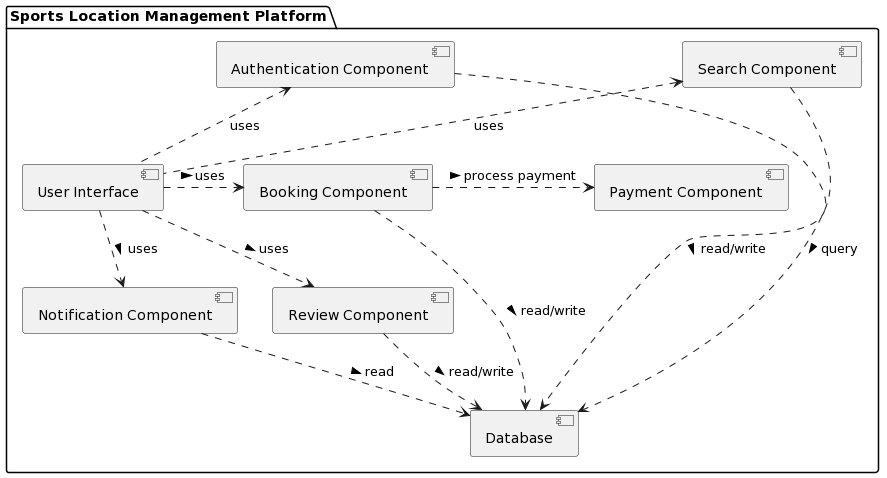 Sports Location Management Platform
Authentication Component
Search Component
uses
uses
User Interface
uses
Booking Component
process payment
Payment Component
uses
uses
read/write
query
Notification Component
Review Component
read/write
read
read/write
Database